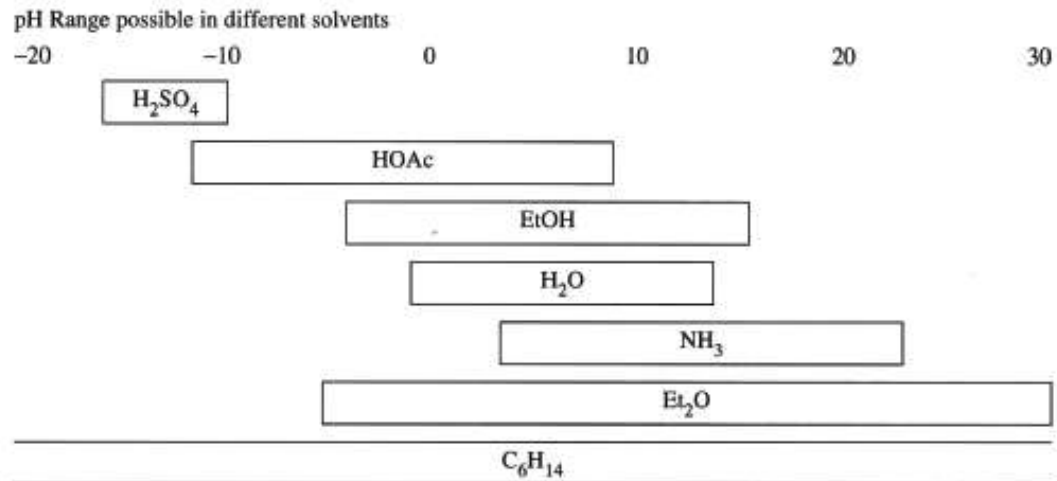 pH Range possible in different solvents
−20 −10 0 10 20 30
H₂SO₄
HOAc
EtOH
H₂O
NH₃
Et₂O
C₆H₁₄